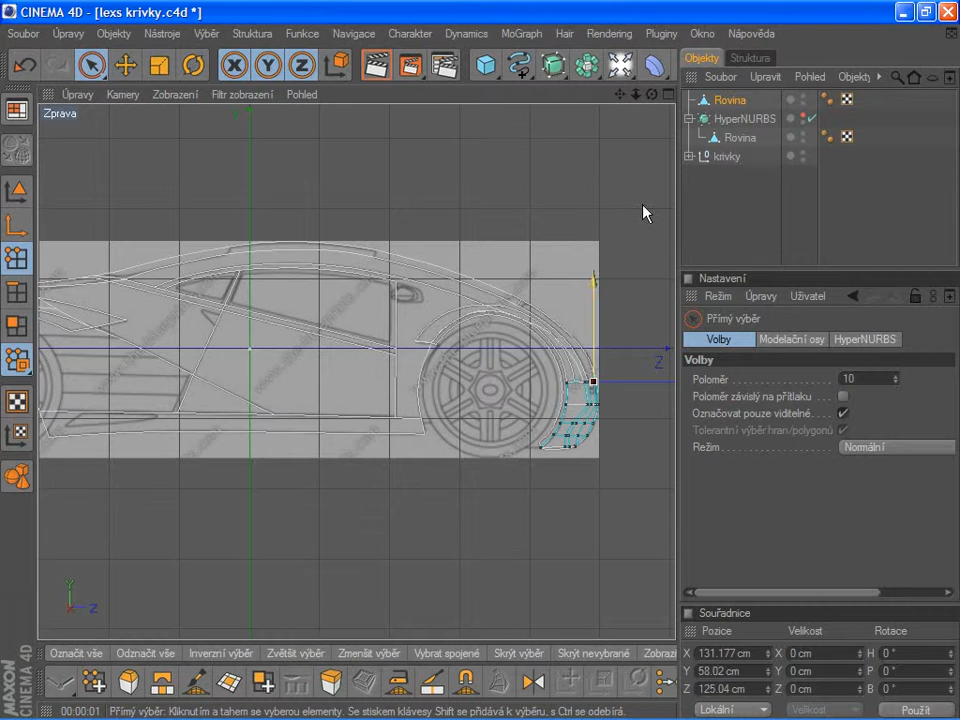 CINEMA 4D - [lexs krivky.c4d *]
Soubor Úpravy Objekty Nástroje Výběr Struktura Funkce Navigace Charakter Dynamics MoGraph Hair Rendering Pluginy Okno Nápověda
Objekty Struktura
Soubor Upravit Pohled Objekty
Úpravy Kamery Zobrazení Filtr zobrazení Pohled
Zprava
Y
Z
Y
Z
Rovina
HyperNURBS
Rovina
krivky
Nastavení
Režim Úpravy Uživatel
Přímý výběr
Volby Modelační osy HyperNURBS
Volby
Poloměr 10
Poloměr závislý na přítlaku
Označovat pouze viditelné
Tolerantní výběr hran/polygonů
Režim Normální
Souřadnice
Pozice Velikost Rotace
X 131.177 cm X 0 cm H 0 °
Y 58.02 cm Y 0 cm P 0 °
Z 125.04 cm Z 0 cm B 0 °
Lokální Velikost Použít
Označit vše Odznačit vše Inverzní výběr Zvětšit výběr Zmenšit výběr Vybrat spojené Skrýt výběr Skrýt nevybrané Zobrazi
MAXON
CINEMA 4D
00:00:01 Přímý výběr: Kliknutím a tahem se vyberou elementy. Se stiskem klávesy Shift se přidává k výběru, s Ctrl se odebírá.